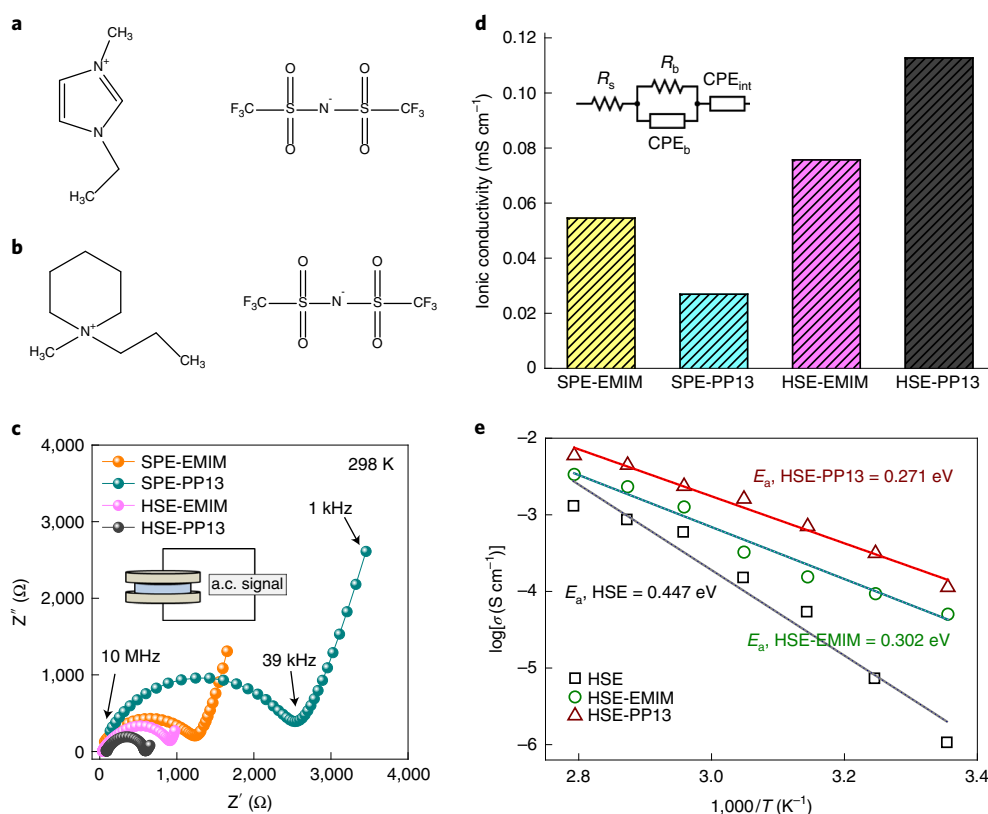 a
CH₃
N⁺
N
H₃C
O O
F₃C S N⁻ S CF₃
O O
b
N⁺
H₃C
CH₃
O O
F₃C S N⁻ S CF₃
O O
c
4,000
3,000
2,000
1,000
0
Z″ (Ω)
SPE-EMIM
SPE-PP13
HSE-EMIM
HSE-PP13
298 K
1 kHz
a.c. signal
10 MHz
39 kHz
0 1,000 2,000 3,000 4,000
Z′ (Ω)
d
0.12
0.10
0.08
0.06
0.04
0.02
0
Ionic conductivity (mS cm⁻¹)
Rₛ
R_b
CPE_int
CPE_b
SPE-EMIM SPE-PP13 HSE-EMIM HSE-PP13
e
−2
−3
−4
−5
−6
log[σ (S cm⁻¹)]
Eₐ, HSE-PP13 = 0.271 eV
Eₐ, HSE = 0.447 eV
Eₐ, HSE-EMIM = 0.302 eV
HSE
HSE-EMIM
HSE-PP13
2.8 3.0 3.2 3.4
1,000/T (K⁻¹)